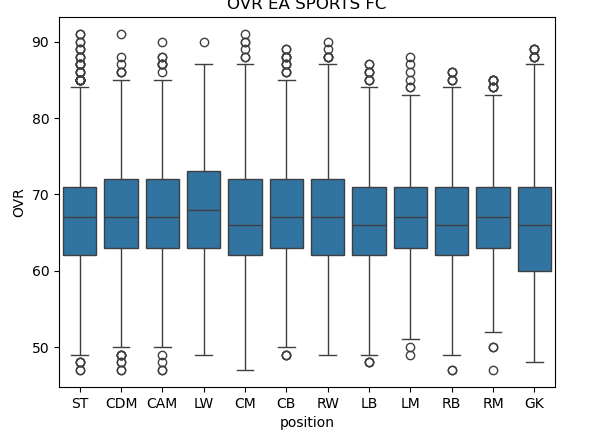 OVR EA SPORTS FC
90
80
70
60
50
OVR
ST CDM CAM LW CM CB RW LB LM RB RM GK
position